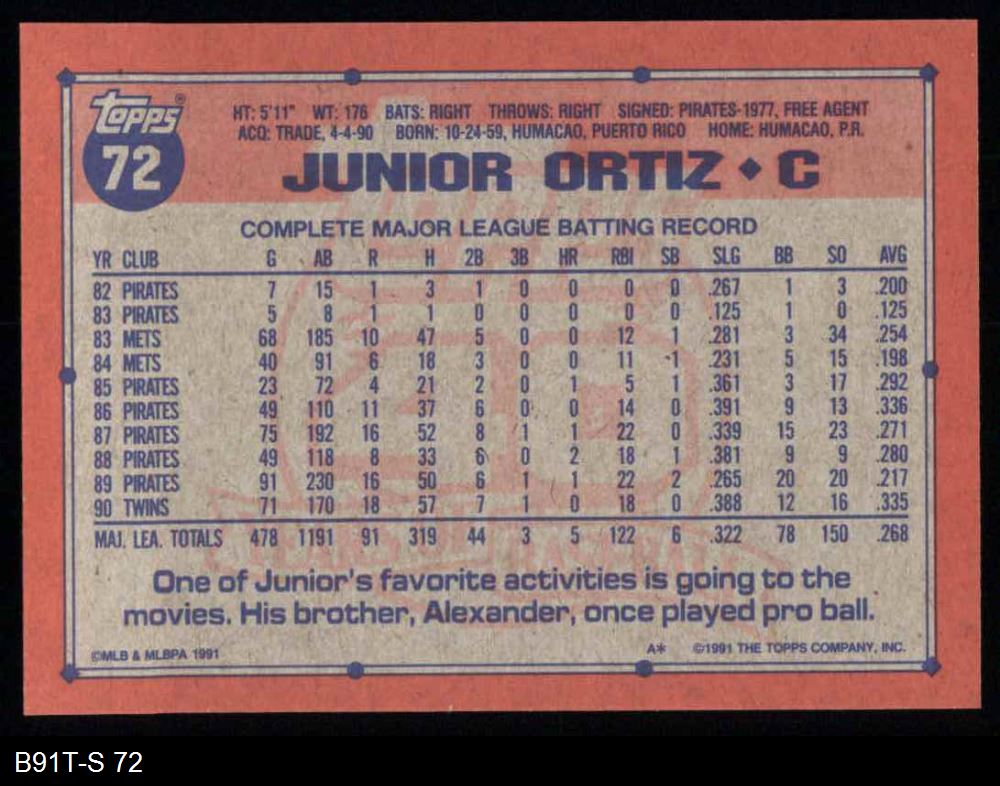 Topps®
72
HT: 5'11" WT: 176 BATS: RIGHT THROWS: RIGHT SIGNED: PIRATES-1977, FREE AGENT
ACQ: TRADE, 4-4-90 BORN: 10-24-59, HUMACAO, PUERTO RICO HOME: HUMACAO, P.R.
JUNIOR ORTIZ ♦ C
COMPLETE MAJOR LEAGUE BATTING RECORD
YR CLUB G AB R H 2B 3B HR RBI SB SLG BB SO AVG
82 PIRATES 7 15 1 3 1 0 0 0 0 .267 1 3 .200
83 PIRATES 5 8 1 1 0 0 0 0 0 .125 1 0 .125
83 METS 68 185 10 47 5 0 0 12 1 .281 3 34 .254
84 METS 40 91 6 18 3 0 0 11 1 .231 5 15 .198
85 PIRATES 23 72 4 21 2 0 1 5 1 .361 3 17 .292
86 PIRATES 49 110 11 37 6 0 0 14 0 .391 9 13 .336
87 PIRATES 75 192 16 52 8 1 1 22 0 .339 15 23 .271
88 PIRATES 49 118 8 33 6 0 2 18 1 .381 9 9 .280
89 PIRATES 91 230 16 50 6 1 1 22 2 .265 20 20 .217
90 TWINS 71 170 18 57 7 1 0 18 0 .388 12 16 .335
MAJ. LEA. TOTALS 478 1191 91 319 44 3 5 122 6 .322 78 150 .268
One of Junior's favorite activities is going to the
movies. His brother, Alexander, once played pro ball.
©MLB & MLBPA 1991 A* ©1991 THE TOPPS COMPANY, INC.
B91T-S 72